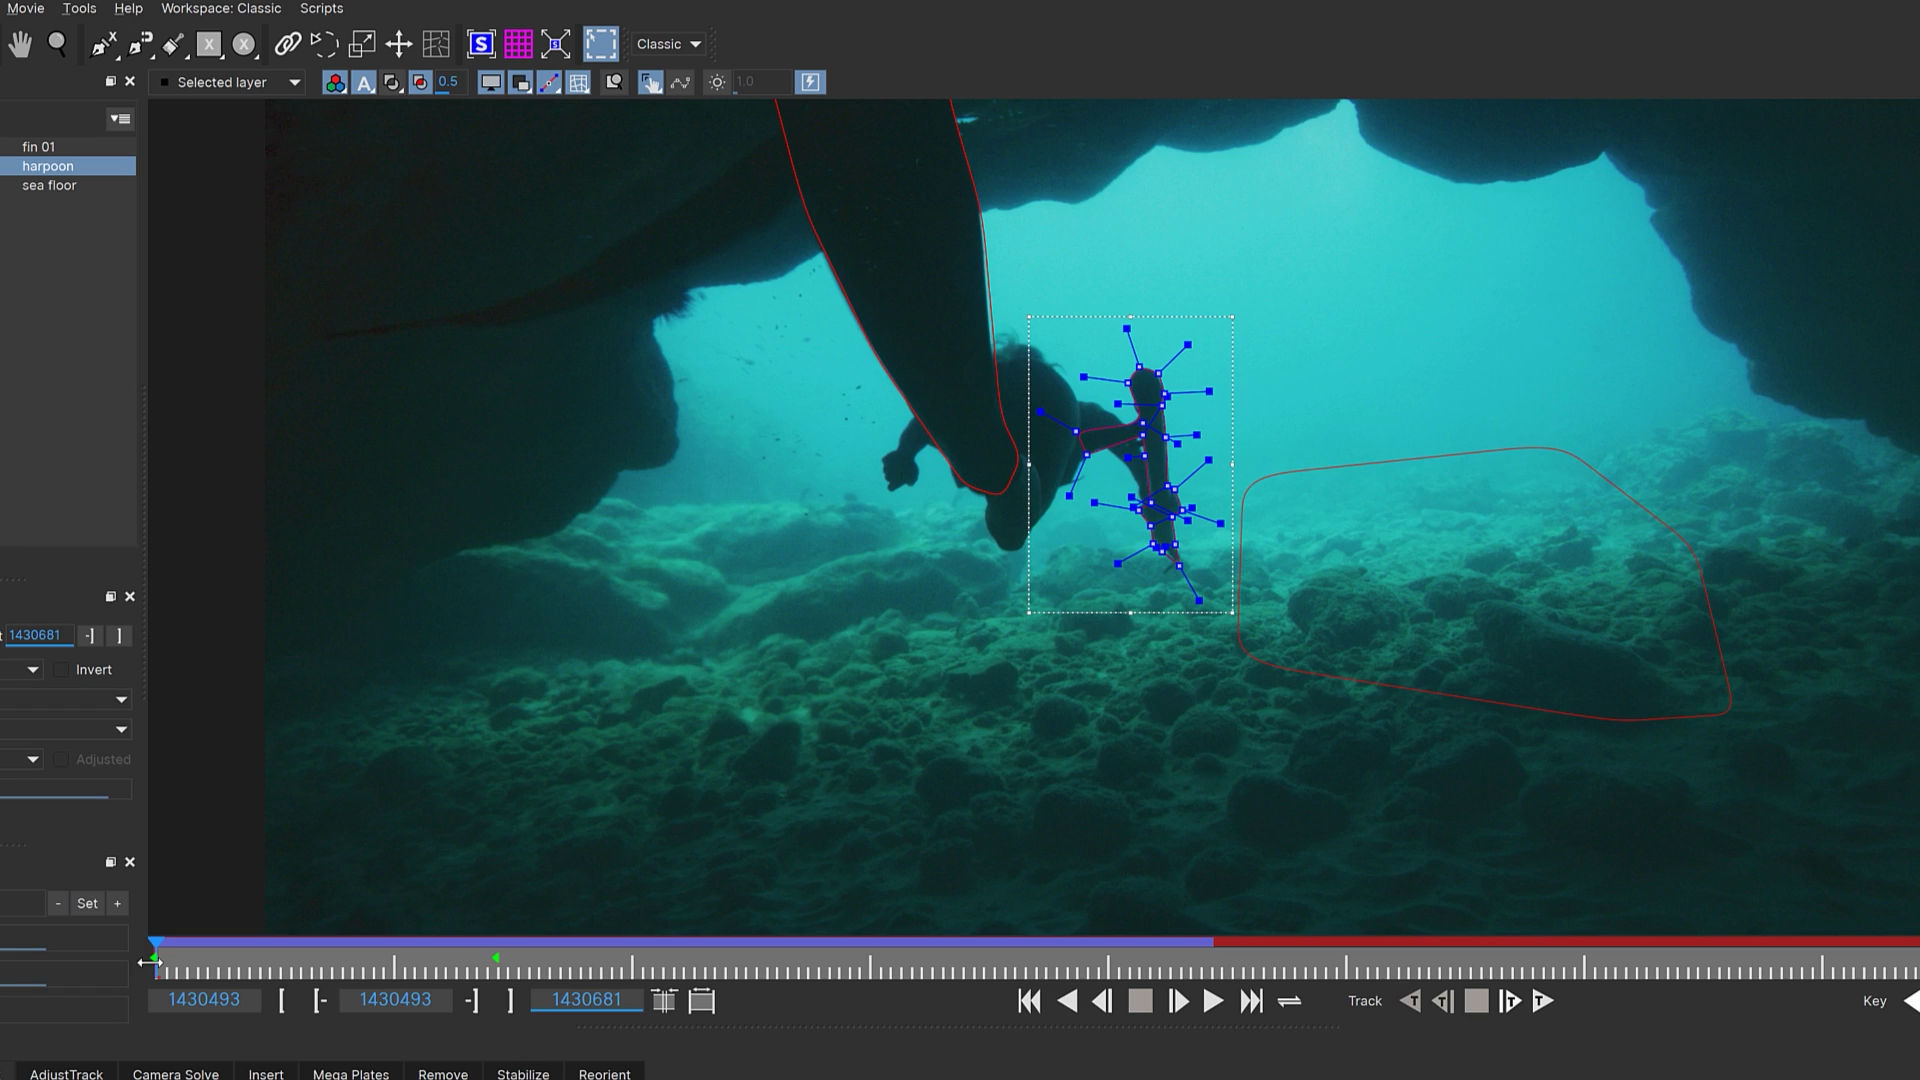 Movie Tools Help Workspace: Classic Scripts
Classic
Selected layer A 0.5 1.0
fin 01
harpoon
sea floor
1430681 -] ]
Invert
Adjusted
- Set +
1430493 [ [- 1430493 -] ] 1430681 Track Key
AdjustTrack Camera Solve Insert Mega Plates Remove Stabilize Reorient